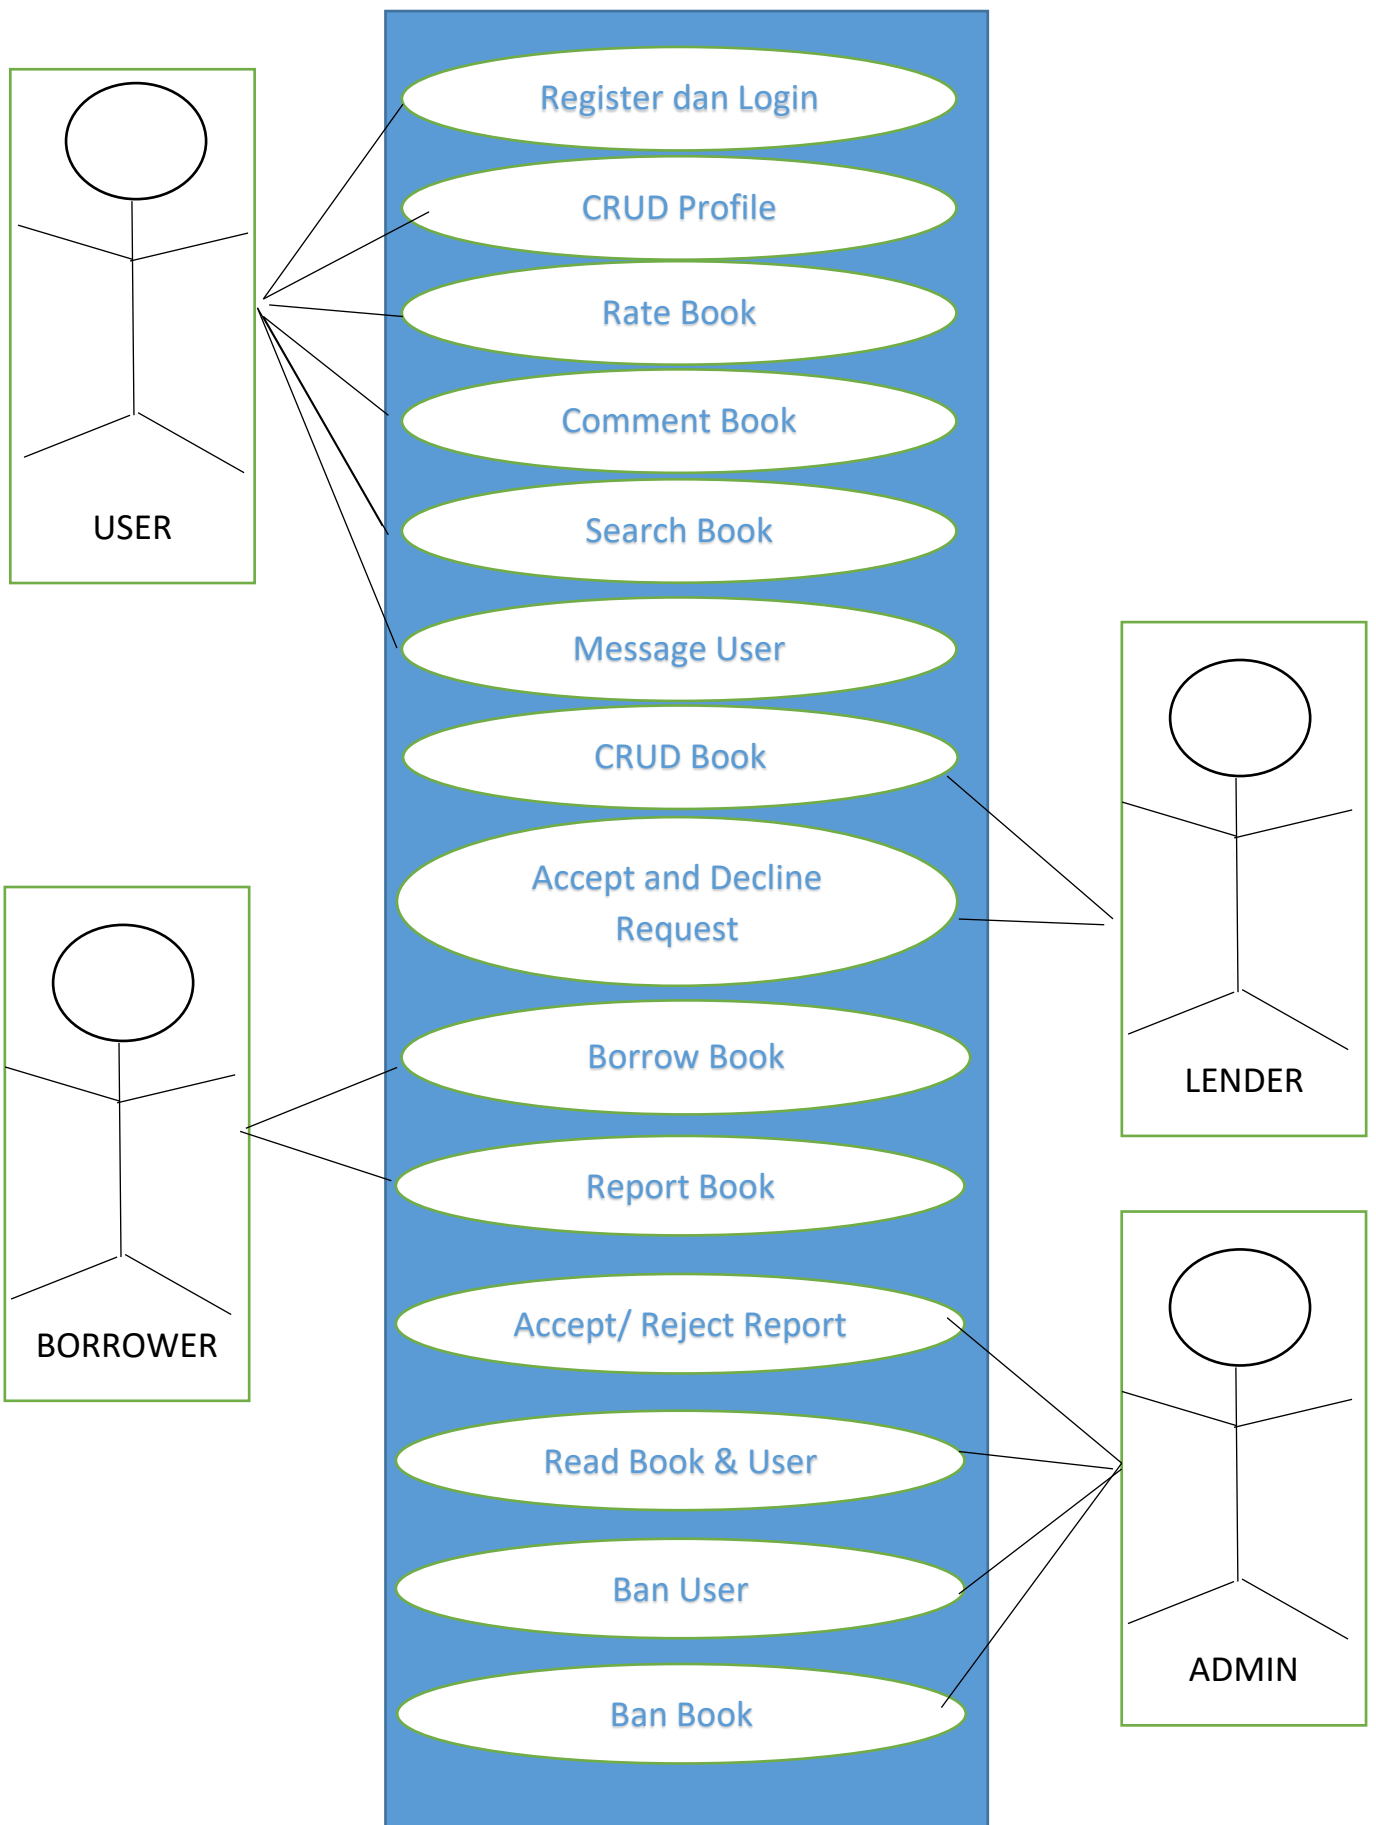 Register dan Login
CRUD Profile
Rate Book
Comment Book
Search Book
USER
Message User
CRUD Book
Accept and Decline
Request
Borrow Book
LENDER
Report Book
Accept/ Reject Report
BORROWER
Read Book & User
Ban User
ADMIN
Ban Book